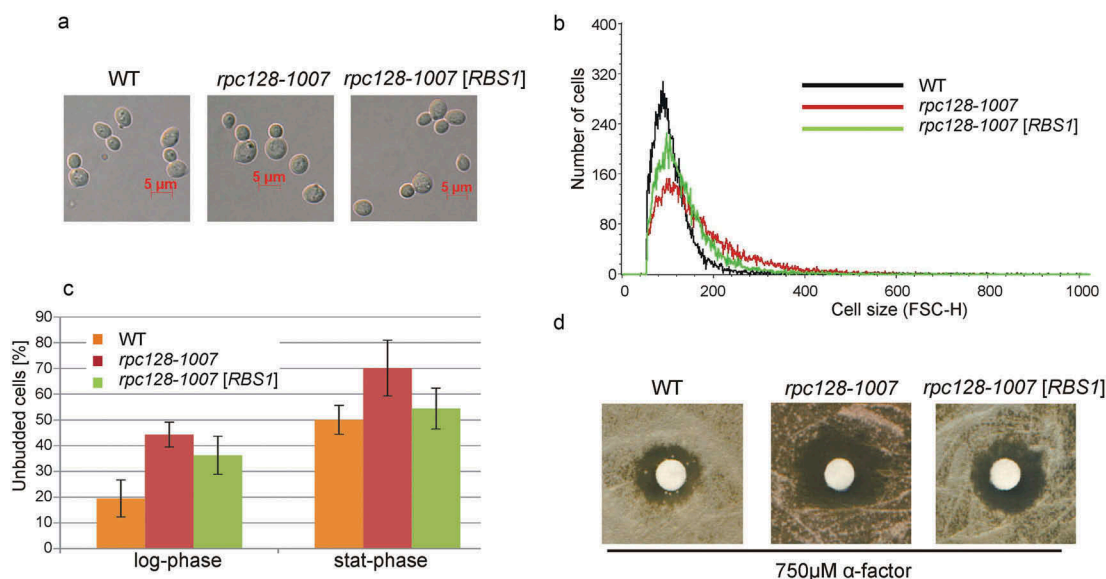 a
WT
rpc128-1007
rpc128-1007 [RBS1]
5 µm
5 µm
5 µm
b
Number of cells
320
240
160
80
0
0 200 400 600 800 1000
Cell size (FSC-H)
WT
rpc128-1007
rpc128-1007 [RBS1]
c
Unbudded cells [%]
90
80
70
60
50
40
30
20
10
0
WT
rpc128-1007
rpc128-1007 [RBS1]
log-phase stat-phase
d
WT
rpc128-1007
rpc128-1007 [RBS1]
750µM α-factor